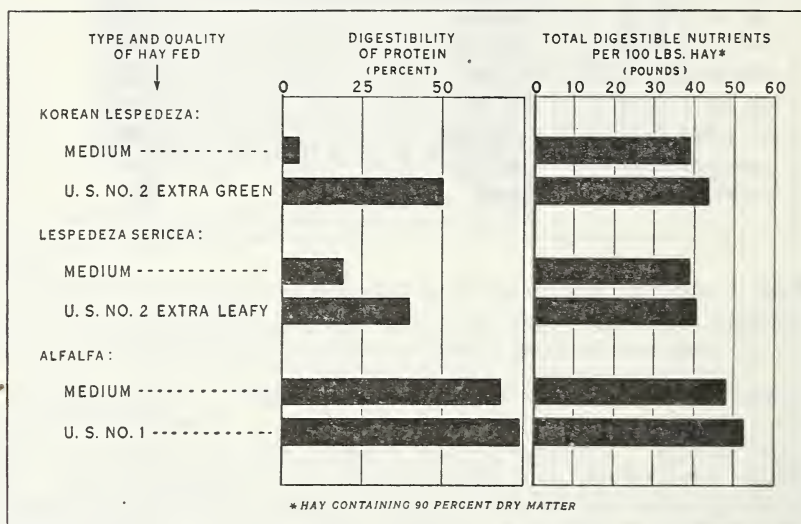 TYPE AND QUALITY
OF HAY FED
DIGESTIBILITY
OF PROTEIN
(PERCENT)
0 25 50
TOTAL DIGESTIBLE NUTRIENTS
PER 100 LBS. HAY*
(POUNDS)
0 10 20 30 40 50 60
KOREAN LESPEDEZA:
MEDIUM
U. S. NO. 2 EXTRA GREEN
LESPEDEZA SERICEA:
MEDIUM
U. S. NO. 2 EXTRA LEAFY
ALFALFA:
MEDIUM
U. S. NO. 1
* HAY CONTAINING 90 PERCENT DRY MATTER